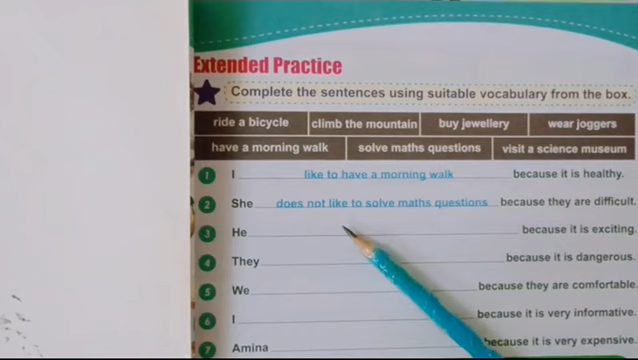 Extended Practice
Complete the sentences using suitable vocabulary from the box.
ride a bicycle climb the mountain buy jewellery wear joggers
have a morning walk solve maths questions visit a science museum
1 I like to have a morning walk because it is healthy.
2 She does not like to solve maths questions because they are difficult.
3 He because it is exciting.
4 They because it is dangerous.
5 We because they are comfortable.
6 I because it is very informative.
7 Amina because it is very expensive.